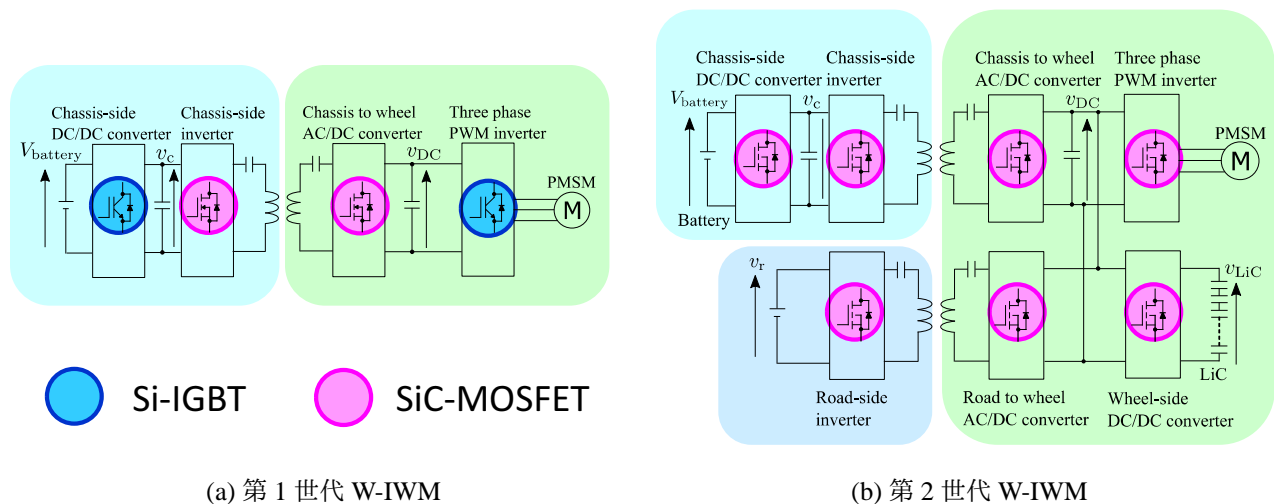 Chassis-side
DC/DC converter
Chassis-side
inverter
Chassis to wheel
AC/DC converter
Three phase
PWM inverter
V_battery
v_c
v_DC
PMSM
M
Si-IGBT
SiC-MOSFET
(a) 第 1 世代 W-IWM
Chassis-side
DC/DC converter
Chassis-side
inverter
Chassis to wheel
AC/DC converter
Three phase
PWM inverter
V_battery
v_c
v_DC
PMSM
M
Battery
v_r
v_LiC
LiC
Road-side
inverter
Road to wheel
AC/DC converter
Wheel-side
DC/DC converter
(b) 第 2 世代 W-IWM